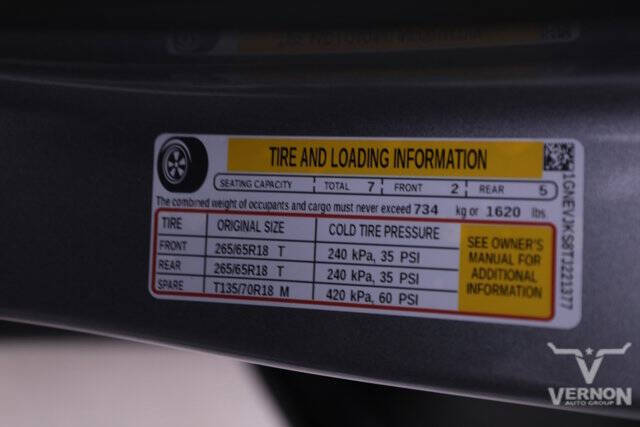 TIRE AND LOADING INFORMATION
SEATING CAPACITY TOTAL 7 FRONT 2 REAR 5
The combined weight of occupants and cargo must never exceed 734 kg or 1620 lbs.
TIRE ORIGINAL SIZE COLD TIRE PRESSURE
FRONT 265/65R18 T 240 kPa, 35 PSI
REAR 265/65R18 T 240 kPa, 35 PSI
SPARE T135/70R18 M 420 kPa, 60 PSI
SEE OWNER'S
MANUAL FOR
ADDITIONAL
INFORMATION
1GNEVJKS8TJ221377
VERNON
AUTO GROUP